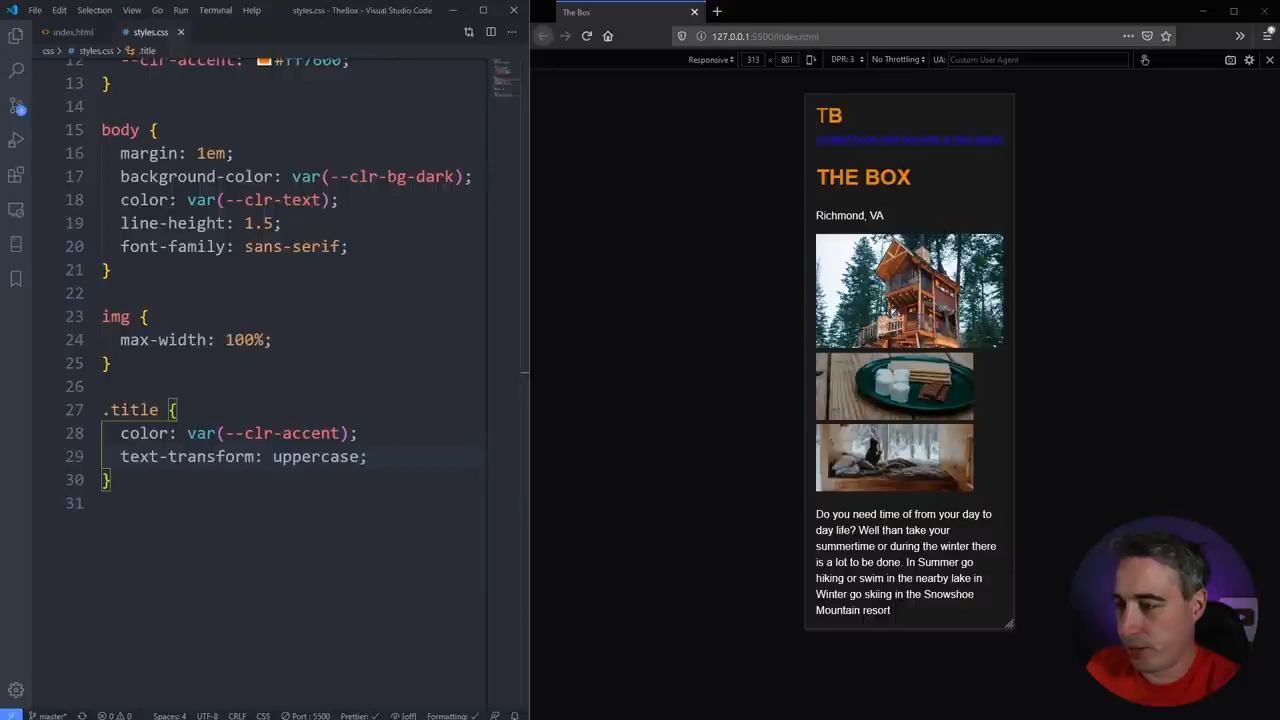 File Edit Selection View Go Run Terminal Help
styles.css - TheBox - Visual Studio Code
index.html
styles.css
css > styles.css > .title
12 --clr-accent: #ff7600;
13 }
14
15 body {
16 margin: 1em;
17 background-color: var(--clr-bg-dark);
18 color: var(--clr-text);
19 line-height: 1.5;
20 font-family: sans-serif;
21 }
22
23 img {
24 max-width: 100%;
25 }
26
27 .title {
28 color: var(--clr-accent);
29 text-transform: uppercase;
30 }
31
master* 0 0 Spaces: 4 UTF-8 CRLF CSS Port : 5500 Prettier: ✓ [off] Formatting: ✓
The Box
127.0.0.1:5500/index.html
Responsive 313 × 801 DPR: 3 No Throttling UA: Custom User Agent
TB
THE BOX
Richmond, VA
Do you need time of from your day to
day life? Well than take your
summertime or during the winter there
is a lot to be done. In Summer go
hiking or swim in the nearby lake in
Winter go skiing in the Snowshoe
Mountain resort